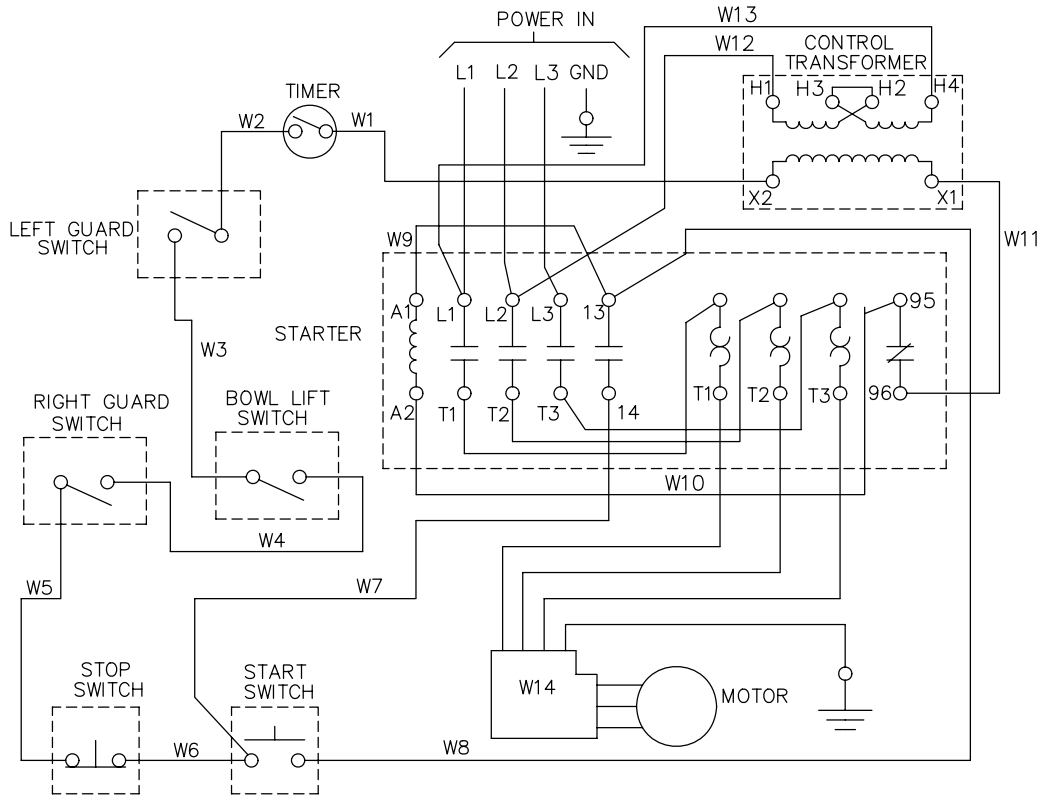 W13
POWER IN
W12
CONTROL
TRANSFORMER
L1 L2 L3 GND
H1 H3 H2 H4
TIMER
W2 W1
X2 X1
LEFT GUARD
SWITCH
W9
W11
A1 L1 L2 L3 13 95
STARTER
W3
RIGHT GUARD
SWITCH
BOWL LIFT
SWITCH
A2 T1 T2 T3 14 T1 T2 T3 96
W10
W4
W5
W7
STOP
SWITCH
START
SWITCH
W14
MOTOR
W6
W8